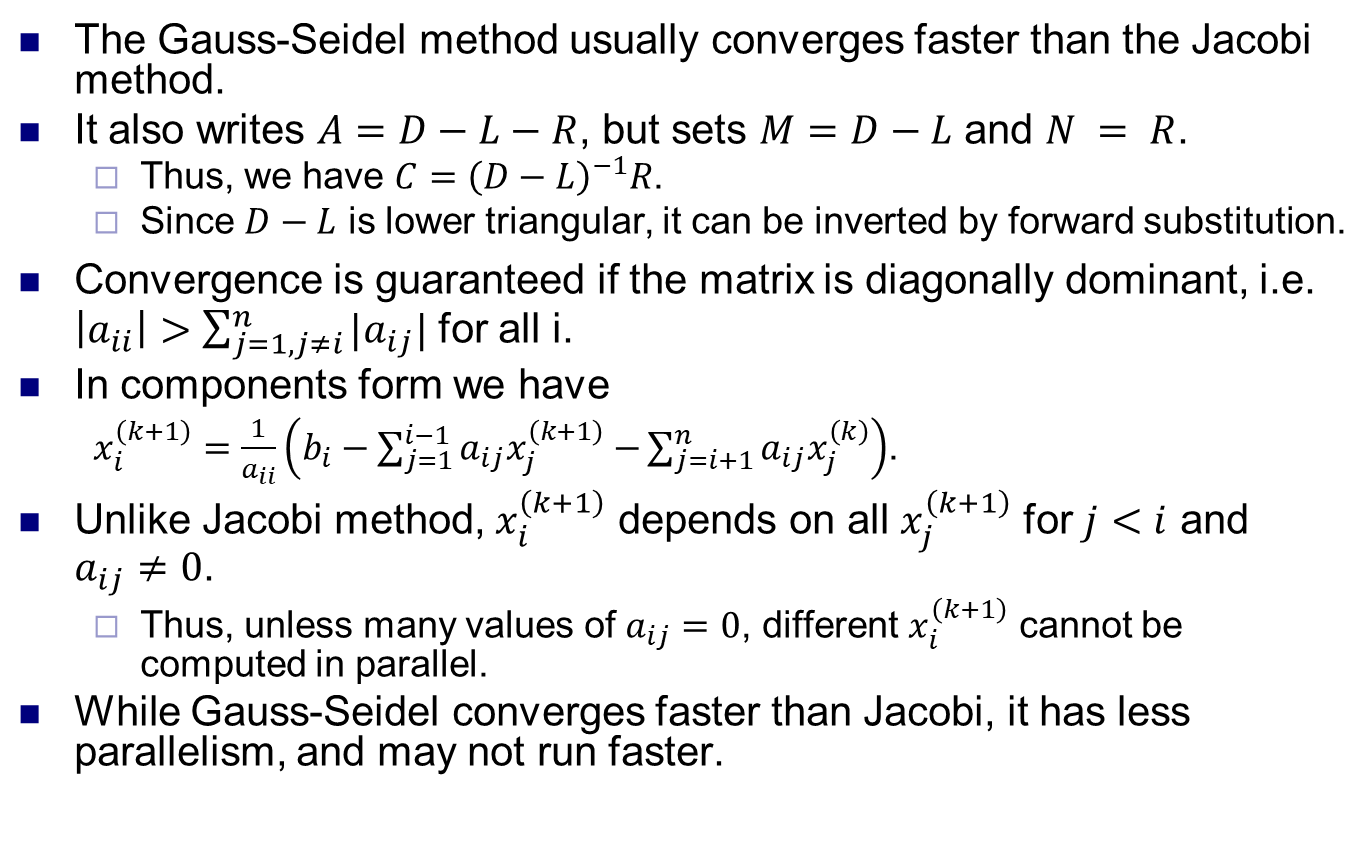 ■ The Gauss-Seidel method usually converges faster than the Jacobi
method.
■ It also writes A = D − L − R, but sets M = D − L and N = R.
□ Thus, we have C = (D − L)⁻¹R.
□ Since D − L is lower triangular, it can be inverted by forward substitution.
■ Convergence is guaranteed if the matrix is diagonally dominant, i.e.
|a_{ii}| > ∑_{j=1,j≠i}^{n} |a_{ij}| for all i.
■ In components form we have
x_i^{(k+1)} = \frac{1}{a_{ii}} (b_i − ∑_{j=1}^{i−1} a_{ij}x_j^{(k+1)} − ∑_{j=i+1}^{n} a_{ij}x_j^{(k)}).
■ Unlike Jacobi method, x_i^{(k+1)} depends on all x_j^{(k+1)} for j < i and
a_{ij} ≠ 0.
□ Thus, unless many values of a_{ij} = 0, different x_i^{(k+1)} cannot be
computed in parallel.
■ While Gauss-Seidel converges faster than Jacobi, it has less
parallelism, and may not run faster.